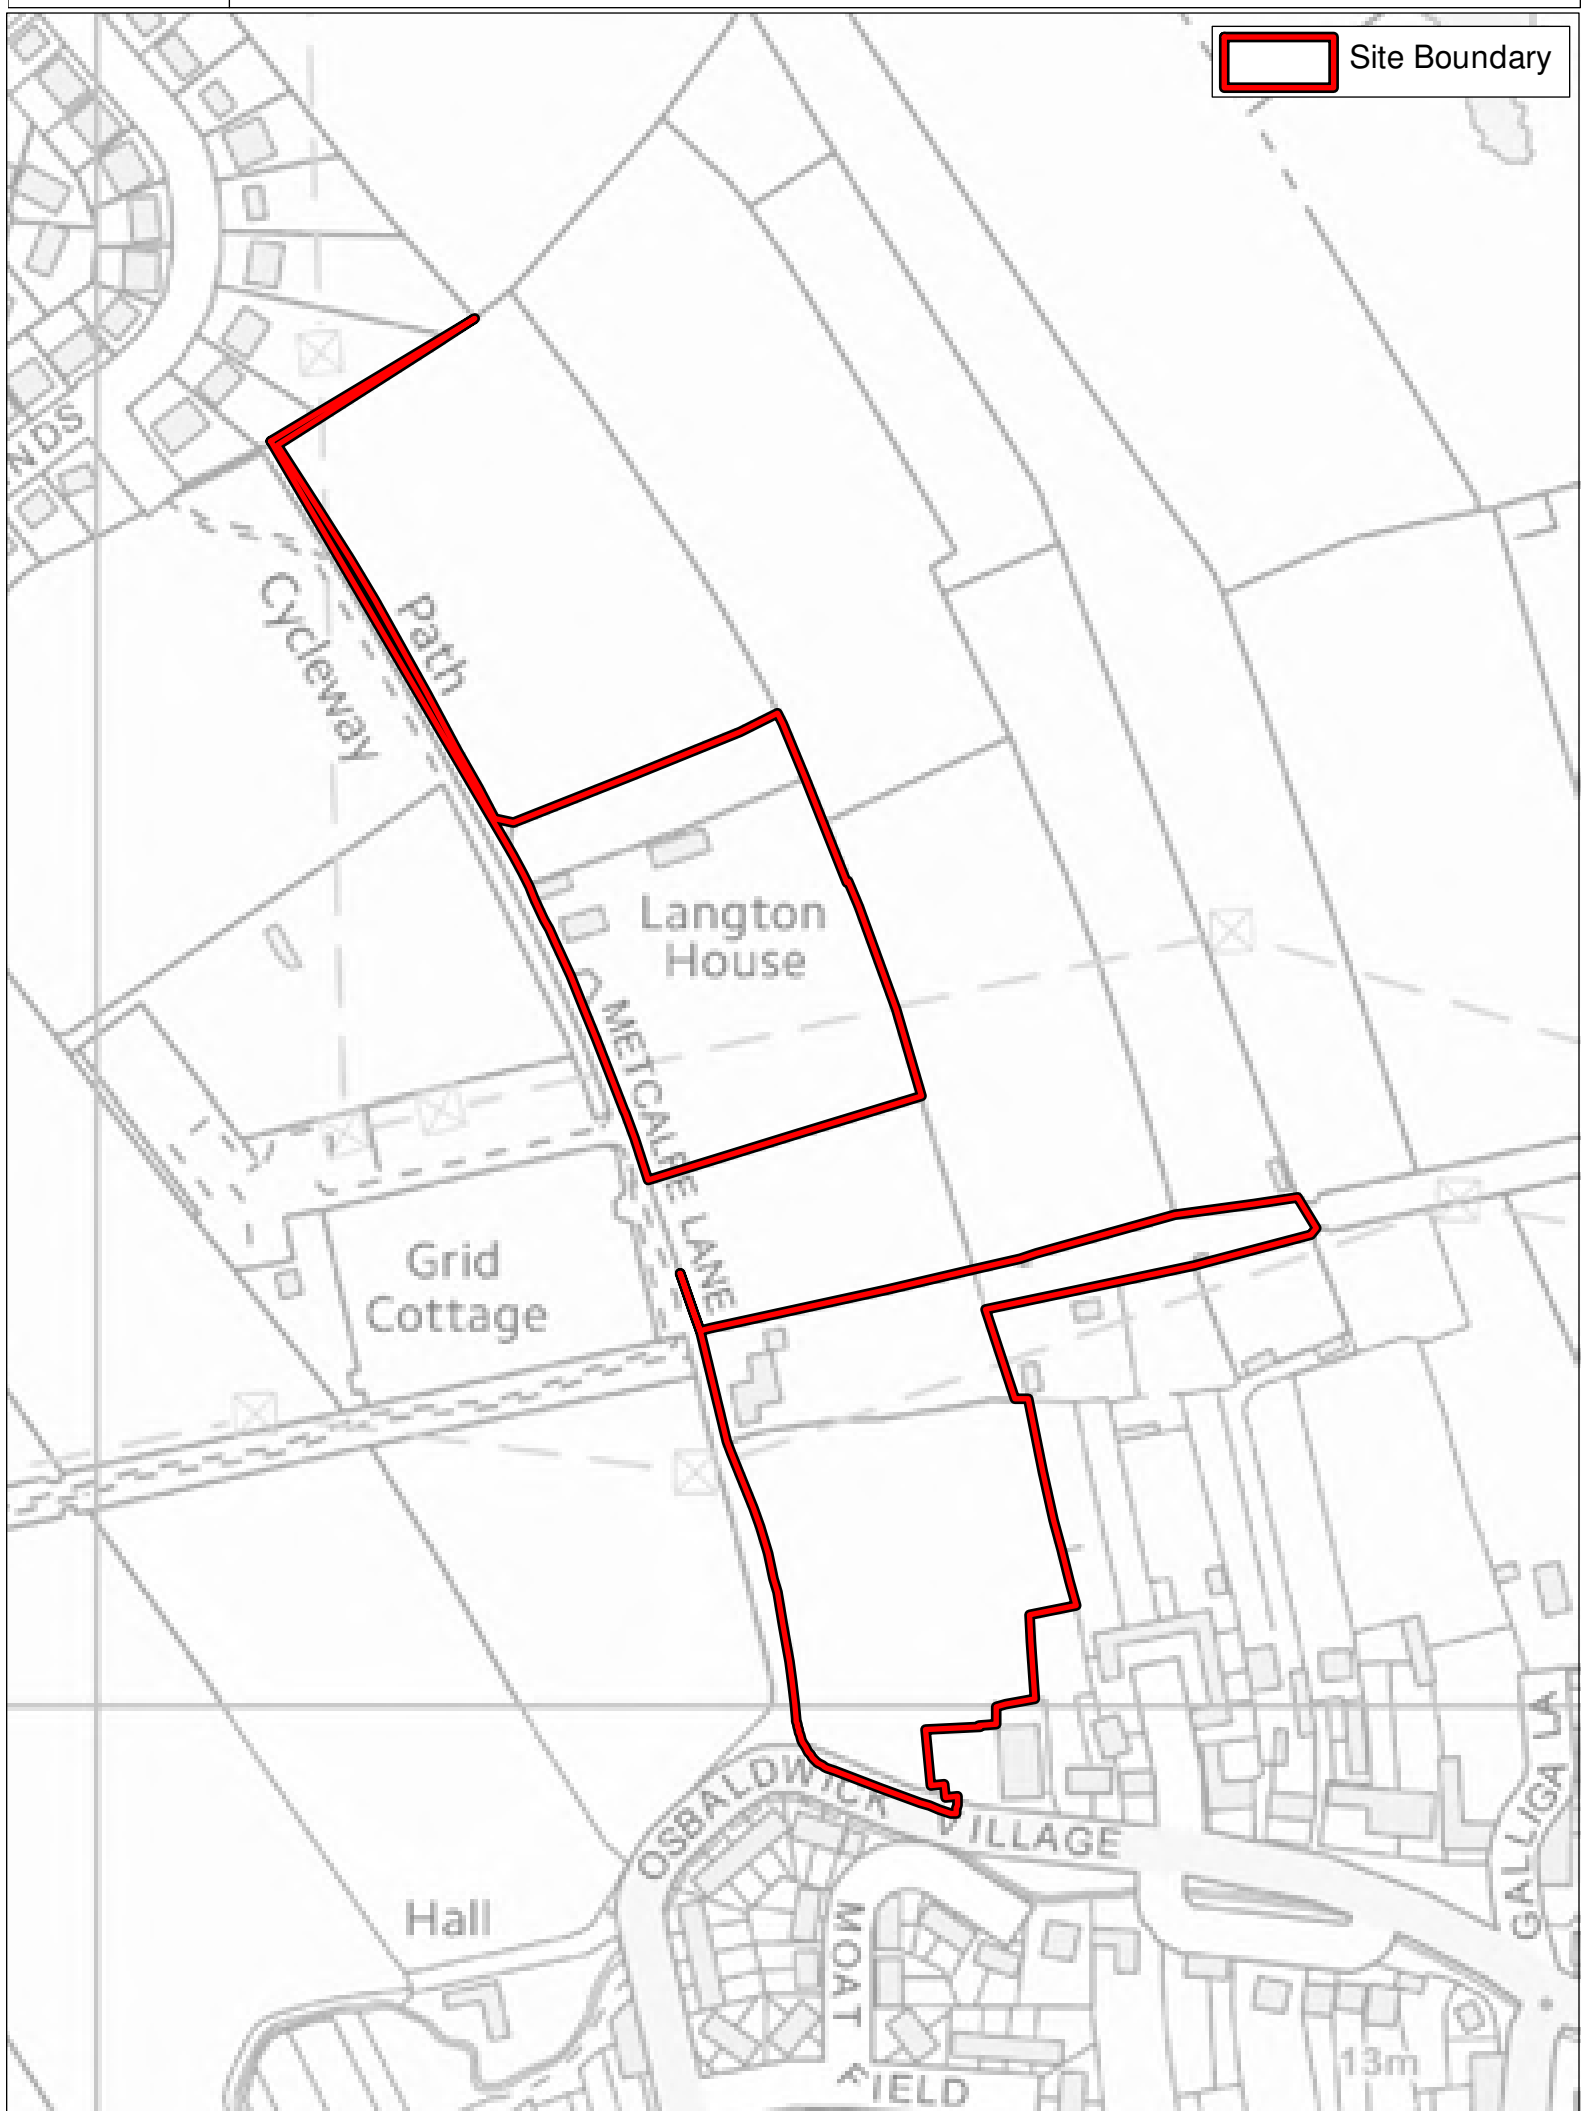 Site Boundary
NDS
Cycleway
Path
Langton
House
METCALFE LANE
Grid
Cottage
OSBALDWICK VILLAGE
GALLIGA LA
Hall
MOAT FIELD
13m